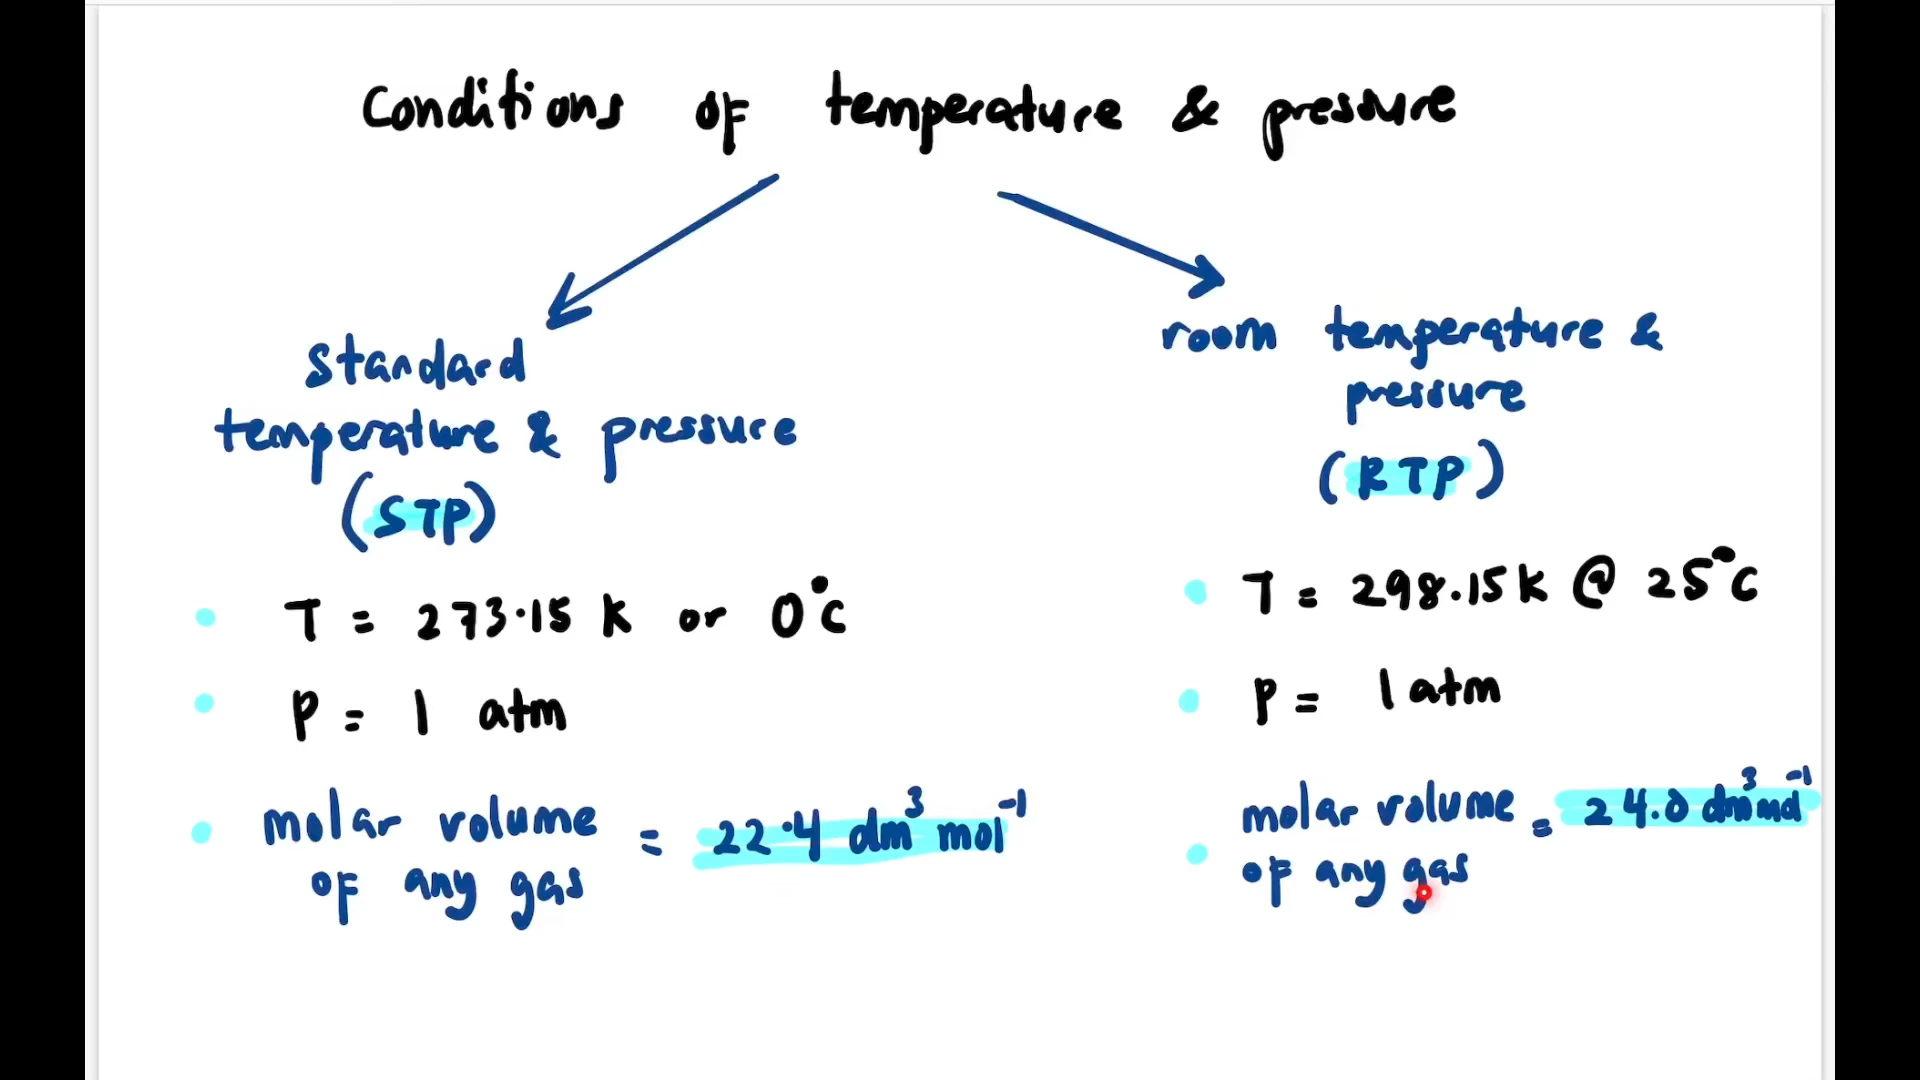 Conditions of temperature & pressure
standard
temperature & pressure
(STP)
T = 273.15 K or 0°C
P = 1 atm
molar volume = 22.4 dm³ mol⁻¹
of any gas
room temperature &
pressure
(RTP)
T = 298.15 K @ 25°C
P = 1 atm
molar volume = 24.0 dm³mol⁻¹
of any gas